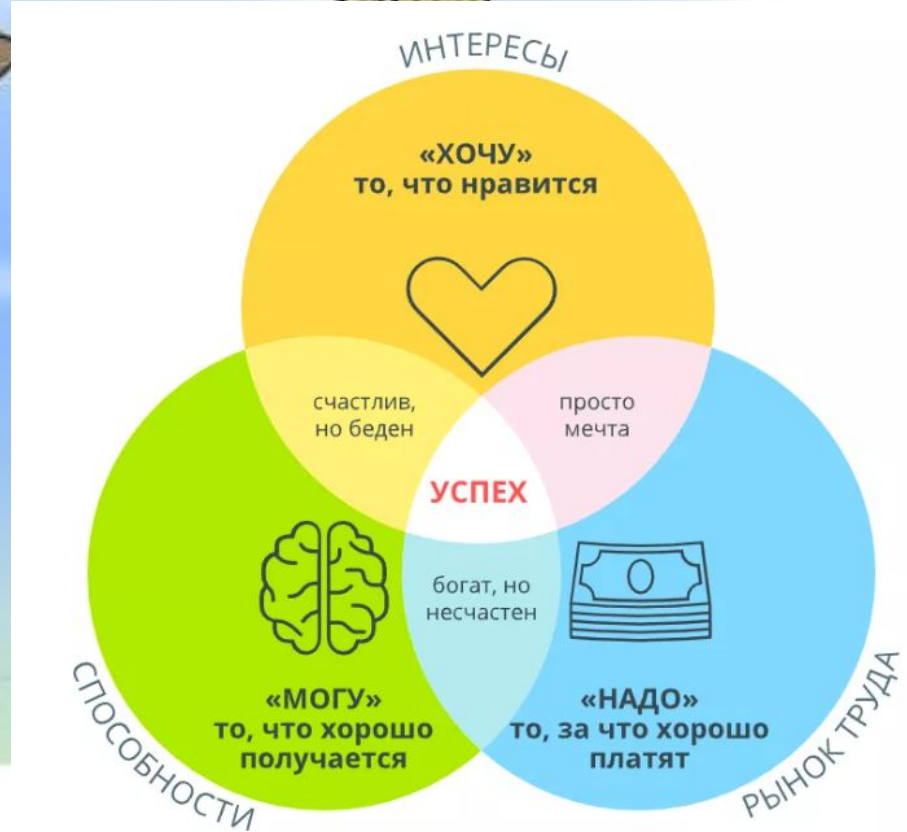 ИНТЕРЕСЫ
«ХОЧУ»
то, что нравится
счастлив,
но беден
просто
мечта
УСПЕХ
богат, но
несчастен
«МОГУ»
то, что хорошо
получается
«НАДО»
то, за что хорошо
платят
СПОСОБНОСТИ
РЫНОК ТРУДА